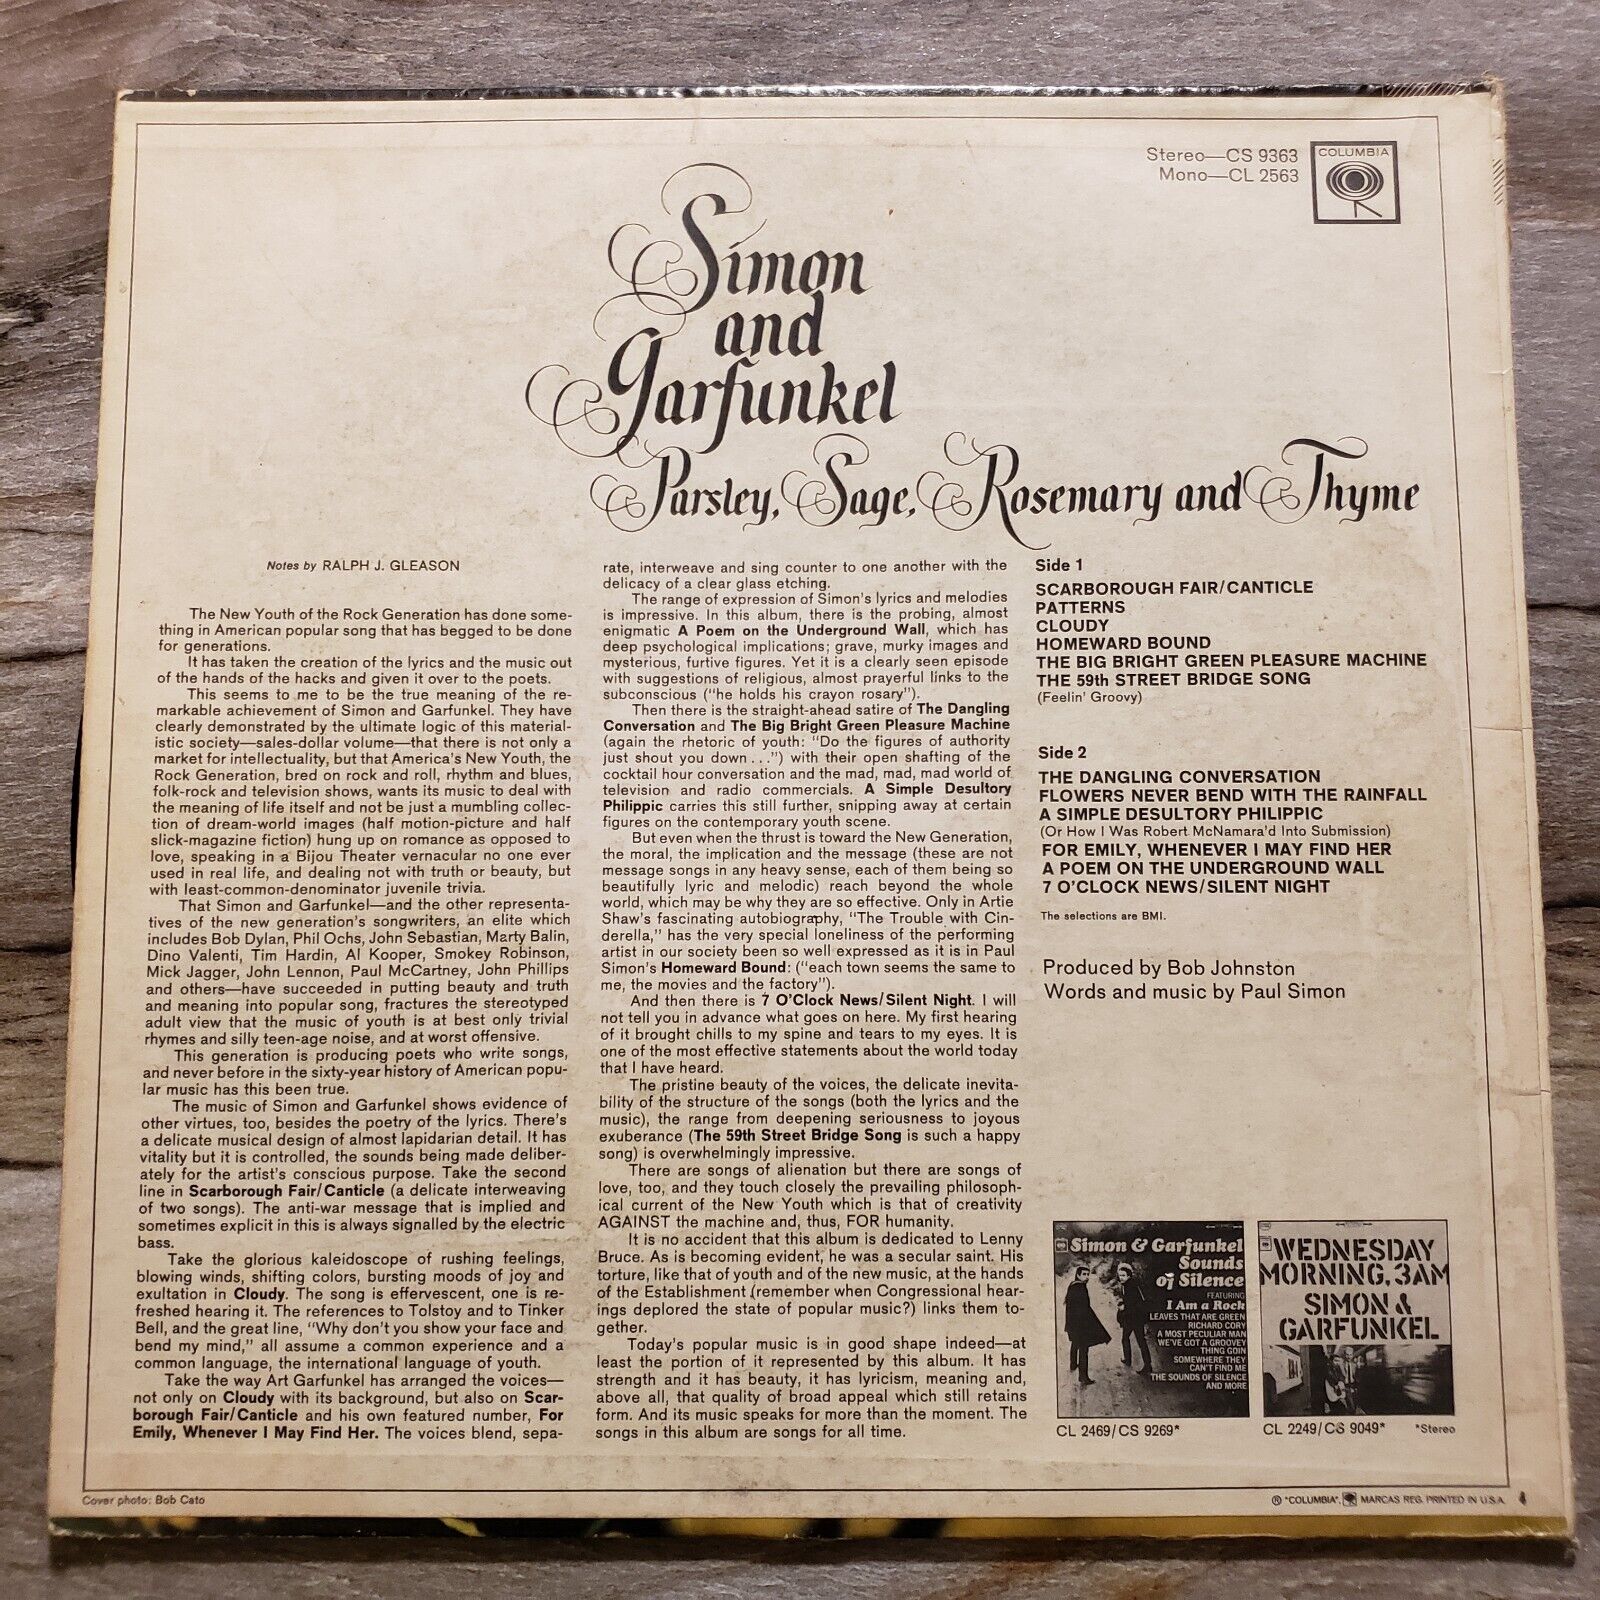 Stereo—CS 9363
Mono—CL 2563
COLUMBIA
Simon
and
Garfunkel
Parsley, Sage, Rosemary and Thyme
Notes by RALPH J. GLEASON
The New Youth of the Rock Generation has done some-
thing in American popular song that has begged to be done
for generations.
It has taken the creation of the lyrics and the music out
of the hands of the hacks and given it over to the poets.
This seems to me to be the true meaning of the re-
markable achievement of Simon and Garfunkel. They have
clearly demonstrated by the ultimate logic of this material-
istic society—sales-dollar volume—that there is not only a
market for intellectuality, but that America's New Youth, the
Rock Generation, bred on rock and roll, rhythm and blues,
folk-rock and television shows, wants its music to deal with
the meaning of life itself and not be just a mumbling collec-
tion of dream-world images (half motion-picture and half
slick-magazine fiction) hung up on romance as opposed to
love, speaking in a Bijou Theater vernacular no one ever
used in real life, and dealing not with truth or beauty, but
with least-common-denominator juvenile trivia.
That Simon and Garfunkel—and the other representa-
tives of the new generation's songwriters, an elite which
includes Bob Dylan, Phil Ochs, John Sebastian, Marty Balin,
Dino Valenti, Tim Hardin, Al Kooper, Smokey Robinson,
Mick Jagger, John Lennon, Paul McCartney, John Phillips
and others—have succeeded in putting beauty and truth
and meaning into popular song, fractures the stereotyped
adult view that the music of youth is at best only trivial
rhymes and silly teen-age noise, and at worst offensive.
This generation is producing poets who write songs,
and never before in the sixty-year history of American popu-
lar music has this been true.
The music of Simon and Garfunkel shows evidence of
other virtues, too, besides the poetry of the lyrics. There's
a delicate musical design of almost lapidarian detail. It has
vitality but it is controlled, the sounds being made deliber-
ately for the artist's conscious purpose. Take the second
line in Scarborough Fair/Canticle (a delicate interweaving
of two songs). The anti-war message that is implied and
sometimes explicit in this is always signalled by the electric
bass.
Take the glorious kaleidoscope of rushing feelings,
blowing winds, shifting colors, bursting moods of joy and
exultation in Cloudy. The song is effervescent, one is re-
freshed hearing it. The references to Tolstoy and to Tinker
Bell, and the great line, "Why don't you show your face and
bend my mind," all assume a common experience and a
common language, the international language of youth.
Take the way Art Garfunkel has arranged the voices—
not only on Cloudy with its background, but also on Scar-
borough Fair/Canticle and his own featured number, For
Emily, Whenever I May Find Her. The voices blend, sepa-
rate, interweave and sing counter to one another with the
delicacy of a clear glass etching.
The range of expression of Simon's lyrics and melodies
is impressive. In this album, there is the probing, almost
enigmatic A Poem on the Underground Wall, which has
deep psychological implications; grave, murky images and
mysterious, furtive figures. Yet it is a clearly seen episode
with suggestions of religious, almost prayerful links to the
subconscious ("he holds his crayon rosary").
Then there is the straight-ahead satire of The Dangling
Conversation and The Big Bright Green Pleasure Machine
(again the rhetoric of youth: "Do the figures of authority
just shout you down . . .") with their open shafting of the
cocktail hour conversation and the mad, mad, mad world of
television and radio commercials. A Simple Desultory
Philippic carries this still further, snipping away at certain
figures on the contemporary youth scene.
But even when the thrust is toward the New Generation,
the moral, the implication and the message (these are not
message songs in any heavy sense, each of them being so
beautifully lyric and melodic) reach beyond the whole
world, which may be why they are so effective. Only in Artie
Shaw's fascinating autobiography, "The Trouble with Cin-
derella," has the very special loneliness of the performing
artist in our society been so well expressed as it is in Paul
Simon's Homeward Bound: ("each town seems the same to
me, the movies and the factory").
And then there is 7 O'Clock News/Silent Night. I will
not tell you in advance what goes on here. My first hearing
of it brought chills to my spine and tears to my eyes. It is
one of the most effective statements about the world today
that I have heard.
The pristine beauty of the voices, the delicate inevita-
bility of the structure of the songs (both the lyrics and the
music), the range from deepening seriousness to joyous
exuberance (The 59th Street Bridge Song is such a happy
song) is overwhelmingly impressive.
There are songs of alienation but there are songs of
love, too, and they touch closely the prevailing philosoph-
ical current of the New Youth which is that of creativity
AGAINST the machine and, thus, FOR humanity.
It is no accident that this album is dedicated to Lenny
Bruce. As is becoming evident, he was a secular saint. His
torture, like that of youth and of the new music, at the hands
of the Establishment (remember when Congressional hear-
ings deplored the state of popular music?) links them to-
gether.
Today's popular music is in good shape indeed—at
least the portion of it represented by this album. It has
strength and it has beauty, it has lyricism, meaning and,
above all, that quality of broad appeal which still retains
form. And its music speaks for more than the moment. The
songs in this album are songs for all time.
Side 1
SCARBOROUGH FAIR/CANTICLE
PATTERNS
CLOUDY
HOMEWARD BOUND
THE BIG BRIGHT GREEN PLEASURE MACHINE
THE 59th STREET BRIDGE SONG
(Feelin' Groovy)
Side 2
THE DANGLING CONVERSATION
FLOWERS NEVER BEND WITH THE RAINFALL
A SIMPLE DESULTORY PHILIPPIC
(Or How I Was Robert McNamara'd Into Submission)
FOR EMILY, WHENEVER I MAY FIND HER
A POEM ON THE UNDERGROUND WALL
7 O'CLOCK NEWS/SILENT NIGHT
The selections are BMI.
Produced by Bob Johnston
Words and music by Paul Simon
Simon & Garfunkel
Sounds
of Silence
FEATURING
I Am a Rock
LEAVES THAT ARE GREEN
RICHARD CORY
A MOST PECULIAR MAN
WE'VE GOT A GROOVEY
THING GOIN
SOMEWHERE THEY
CAN'T FIND ME
THE SOUNDS OF SILENCE
AND MORE
CL 2469/CS 9269*
WEDNESDAY
MORNING, 3AM
SIMON &
GARFUNKEL
CL 2249/CS 9049*
*Stereo
Cover photo: Bob Cato
® "COLUMBIA", MARCAS REG. PRINTED IN U.S.A.